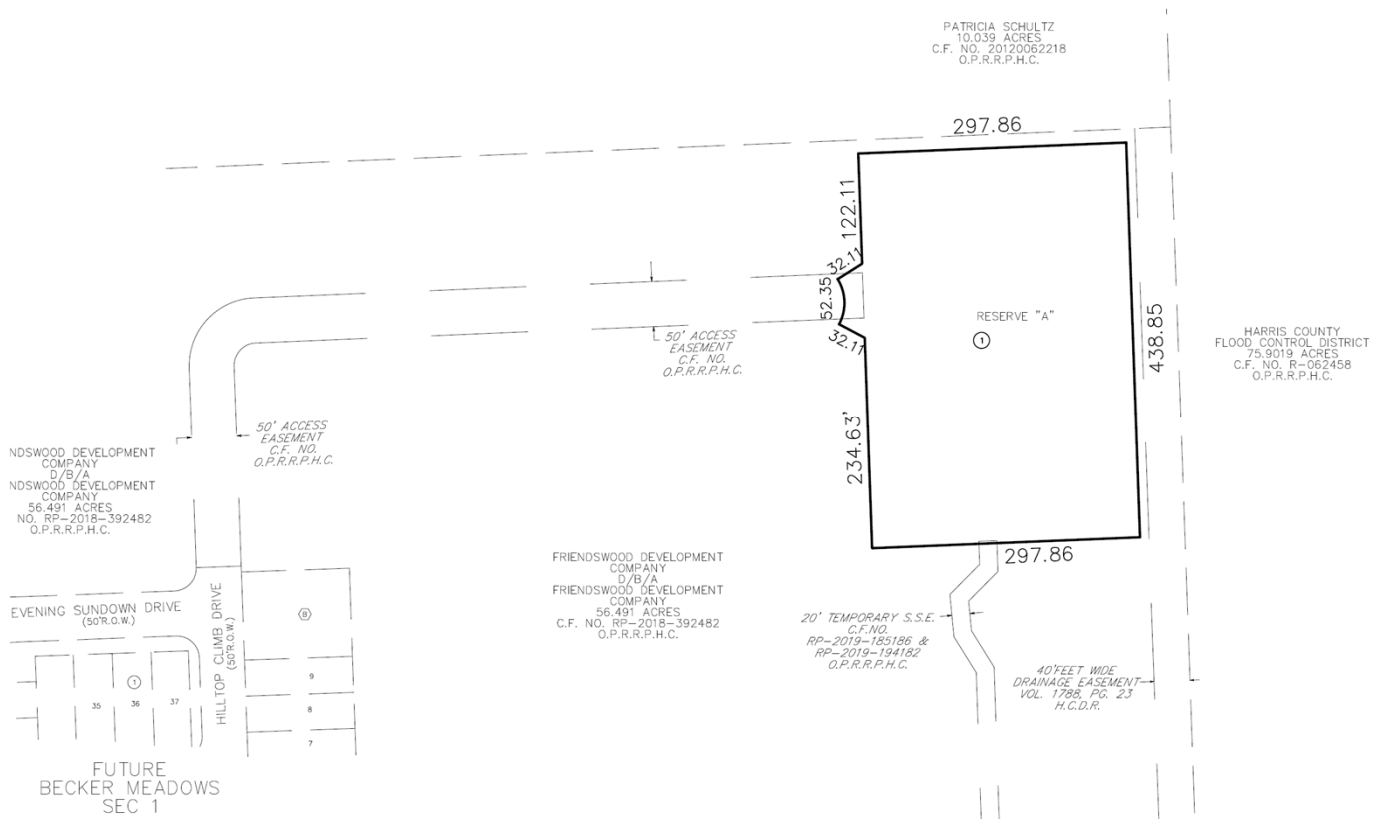 PATRICIA SCHULTZ
10.039 ACRES
C.F. NO. 20120062218
O.P.R.R.P.H.C.
297.86
122.11
32.11
52.35
32.11
RESERVE "A"
1
438.85
HARRIS COUNTY
FLOOD CONTROL DISTRICT
75.9019 ACRES
C.F. NO. R-062458
O.P.R.R.P.H.C.
50' ACCESS
EASEMENT
C.F. NO.
O.P.R.R.P.H.C.
234.63'
50' ACCESS
EASEMENT
C.F. NO.
O.P.R.R.P.H.C.
NDSWOOD DEVELOPMENT
COMPANY
D/B/A
NDSWOOD DEVELOPMENT
COMPANY
56.491 ACRES
NO. RP-2018-392482
O.P.R.R.P.H.C.
297.86
FRIENDSWOOD DEVELOPMENT
COMPANY
D/B/A
FRIENDSWOOD DEVELOPMENT
COMPANY
56.491 ACRES
C.F. NO. RP-2018-392482
O.P.R.R.P.H.C.
EVENING SUNDOWN DRIVE
(50'R.O.W.)
HILLTOP CLIMB DRIVE
(50'R.O.W.)
B
20' TEMPORARY S.S.E.
C.F.NO.
RP-2019-185186 &
RP-2019-194182
O.P.R.R.P.H.C.
40'FEET WIDE
DRAINAGE EASEMENT
VOL. 1788, PG. 23
H.C.D.R.
1
35
36
37
9
8
7
FUTURE
BECKER MEADOWS
SEC 1